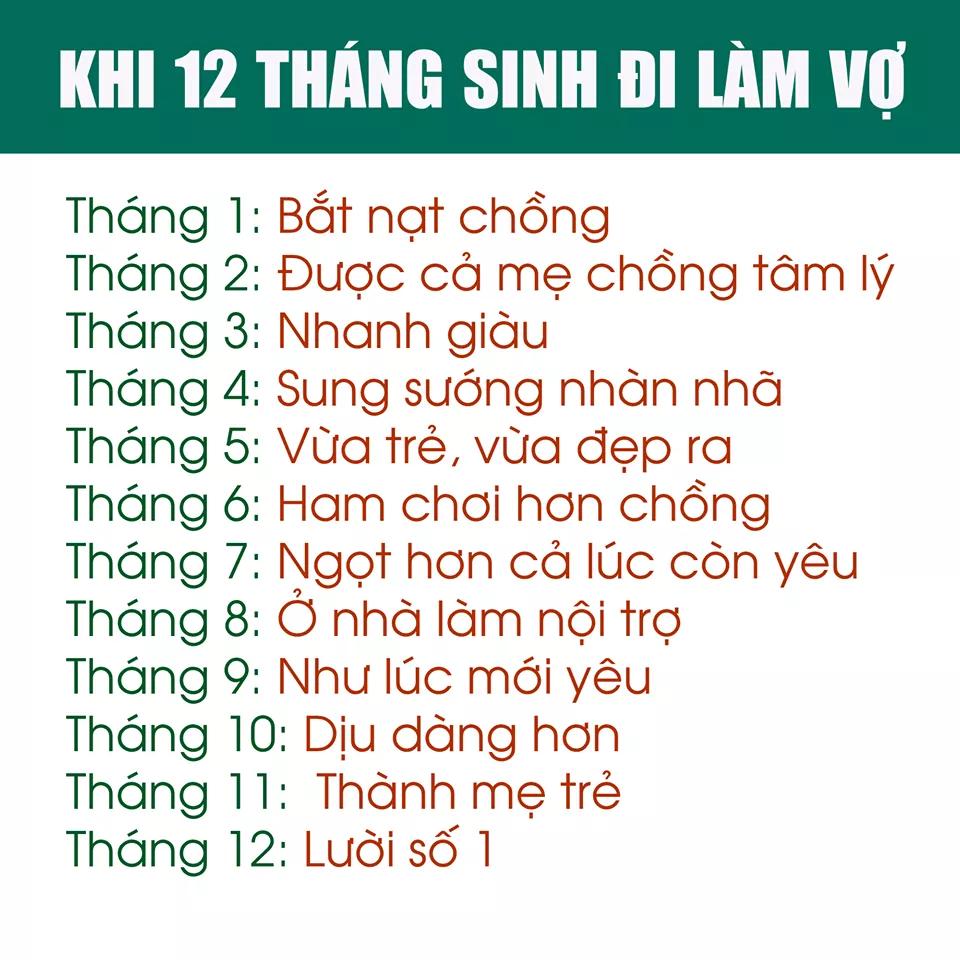 KHI 12 THÁNG SINH ĐI LÀM VỢ
Tháng 1: Bắt nạt chồng
Tháng 2: Được cả mẹ chồng tâm lý
Tháng 3: Nhanh giàu
Tháng 4: Sung sướng nhàn nhã
Tháng 5: Vừa trẻ, vừa đẹp ra
Tháng 6: Ham chơi hơn chồng
Tháng 7: Ngọt hơn cả lúc còn yêu
Tháng 8: Ở nhà làm nội trợ
Tháng 9: Như lúc mới yêu
Tháng 10: Dịu dàng hơn
Tháng 11: Thành mẹ trẻ
Tháng 12: Lười số 1